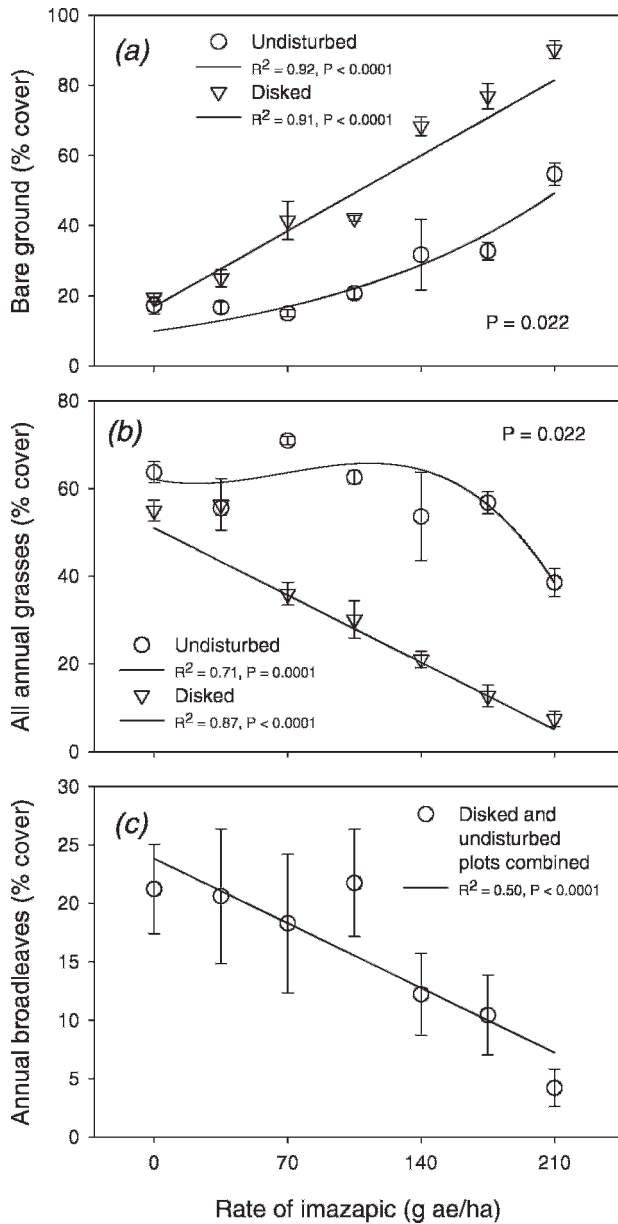 (a)
Undisturbed
R2 = 0.92, P < 0.0001
Disked
R2 = 0.91, P < 0.0001
P = 0.022
Bare ground (% cover)
100
80
60
40
20
0
(b)
P = 0.022
Undisturbed
R2 = 0.71, P = 0.0001
Disked
R2 = 0.87, P < 0.0001
All annual grasses (% cover)
80
60
40
20
0
(c)
Disked and
undisturbed
plots combined
R2 = 0.50, P < 0.0001
Annual broadleaves (% cover)
30
25
20
15
10
5
0
0 70 140 210
Rate of imazapic (g ae/ha)